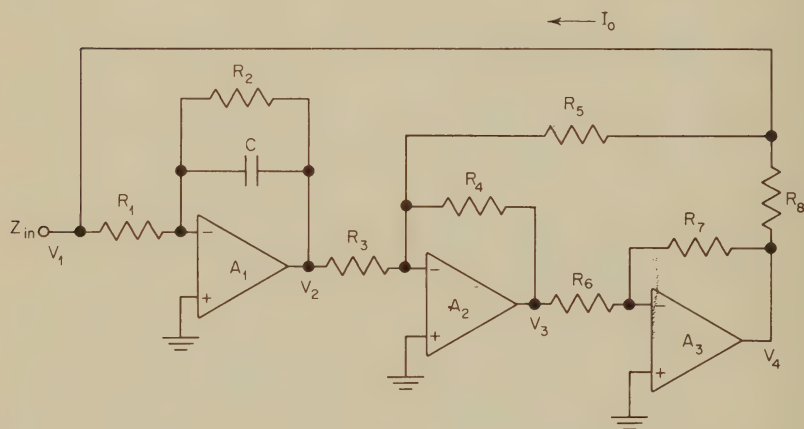 I₀
R₂
R₅
C
R₈
R₁
R₄
R₇
Z in
V₁
−
+
A₁
R₃
V₂
−
+
A₂
R₆
V₃
−
+
A₃
V₄